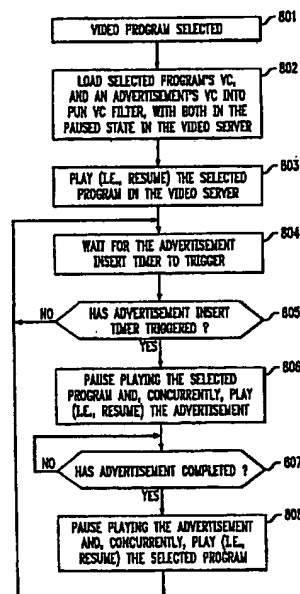 801
VIDEO PROGRAM SELECTED
802
LOAD SELECTED PROGRAM'S VC,
AND AN ADVERTISEMENT'S VC INTO
PUN VC FILTER, WITH BOTH IN THE
PAUSED STATE IN THE VIDEO SERVER
803
PLAY (I.E., RESUME) THE SELECTED
PROGRAM IN THE VIDEO SERVER
804
WAIT FOR THE ADVERTISEMENT
INSERT TIMER TO TRIGGER
805
NO
HAS ADVERTISEMENT INSERT
TIMER TRIGGERED ?
YES
806
PAUSE PLAYING THE SELECTED
PROGRAM AND, CONCURRENTLY, PLAY
(I.E., RESUME) THE ADVERTISEMENT
807
NO
HAS ADVERTISEMENT COMPLETED ?
YES
808
PAUSE PLAYING THE ADVERTISEMENT
AND, CONCURRENTLY, PLAY (I.E.,
RESUME) THE SELECTED PROGRAM